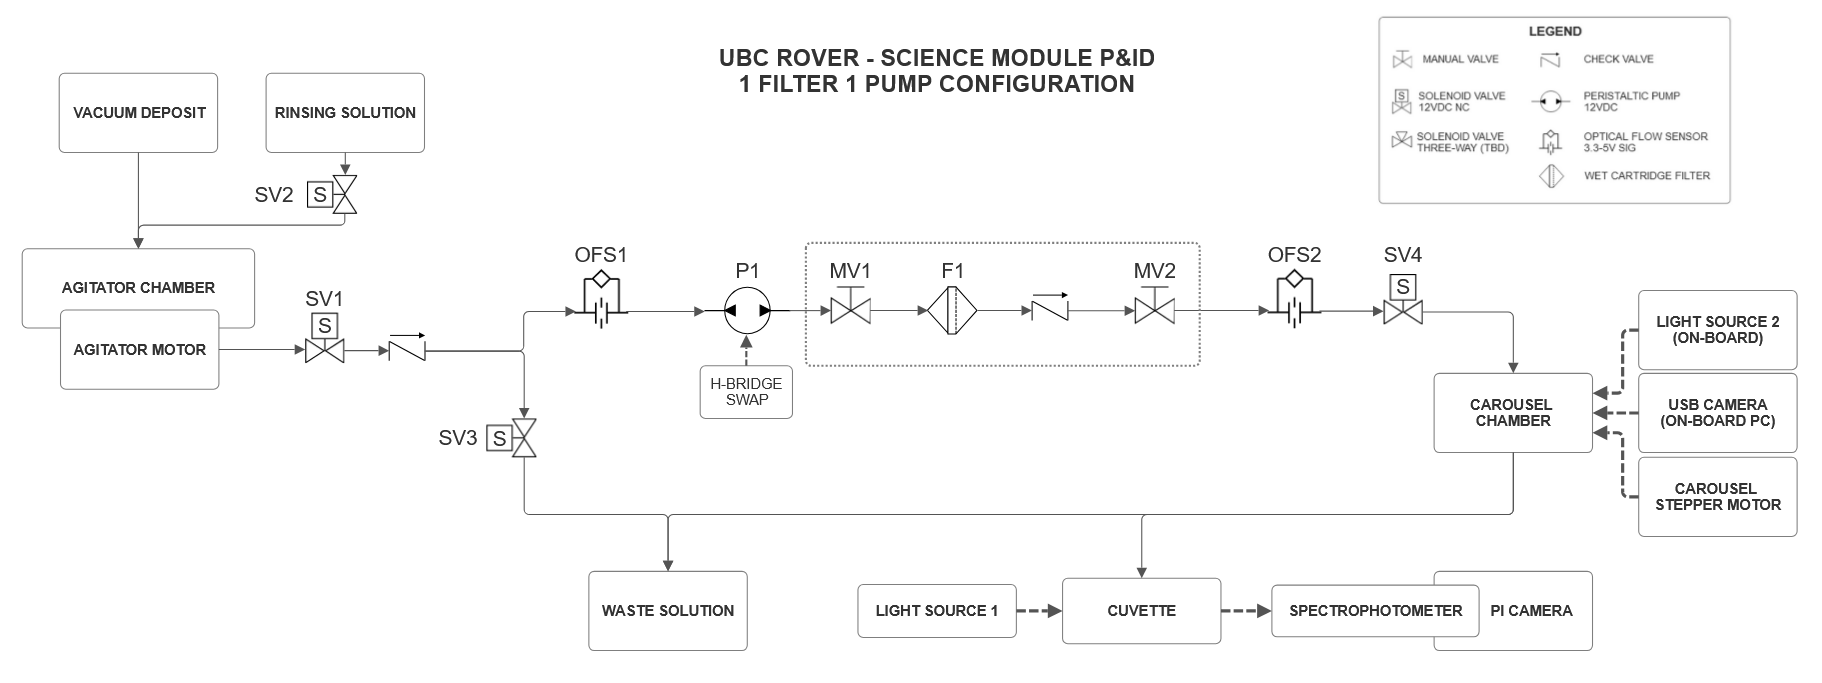 UBC ROVER - SCIENCE MODULE P&ID
1 FILTER 1 PUMP CONFIGURATION
LEGEND
MANUAL VALVE
CHECK VALVE
S
SOLENOID VALVE
12VDC NC
PERISTALTIC PUMP
12VDC
SOLENOID VALVE
THREE-WAY (TBD)
OPTICAL FLOW SENSOR
3.3-5V SIG
WET CARTRIDGE FILTER
VACUUM DEPOSIT
RINSING SOLUTION
SV2
S
AGITATOR CHAMBER
AGITATOR MOTOR
SV1
S
OFS1
P1
H-BRIDGE
SWAP
MV1
F1
MV2
OFS2
SV4
S
SV3
S
CAROUSEL
CHAMBER
LIGHT SOURCE 2
(ON-BOARD)
USB CAMERA
(ON-BOARD PC)
CAROUSEL
STEPPER MOTOR
WASTE SOLUTION
LIGHT SOURCE 1
CUVETTE
SPECTROPHOTOMETER
PI CAMERA